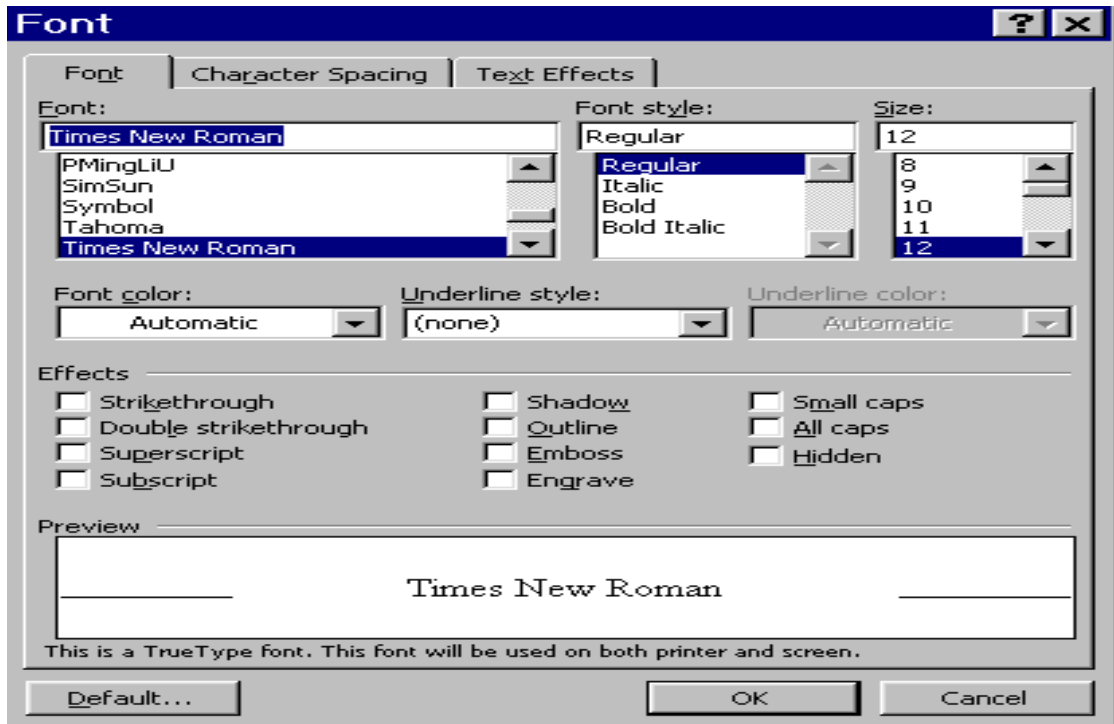 Font
Font Character Spacing Text Effects
Font: Font style: Size:
Times New Roman Regular 12
PMingLiU Regular 8
SimSun Italic 9
Symbol Bold 10
Tahoma Bold Italic 11
Times New Roman 12
Font color: Underline style: Underline color:
Automatic (none) Automatic
Effects
Strikethrough Shadow Small caps
Double strikethrough Outline All caps
Superscript Emboss Hidden
Subscript Engrave
Preview
Times New Roman
This is a TrueType font. This font will be used on both printer and screen.
Default... OK Cancel